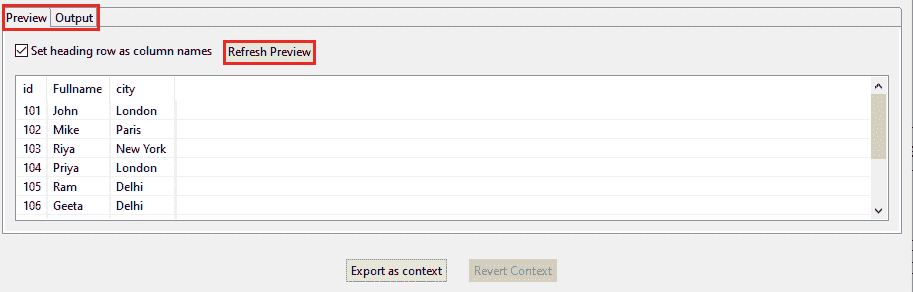 Preview Output
Set heading row as column names Refresh Preview
id Fullname city
101 John London
102 Mike Paris
103 Riya New York
104 Priya London
105 Ram Delhi
106 Geeta Delhi
Export as context Revert Context